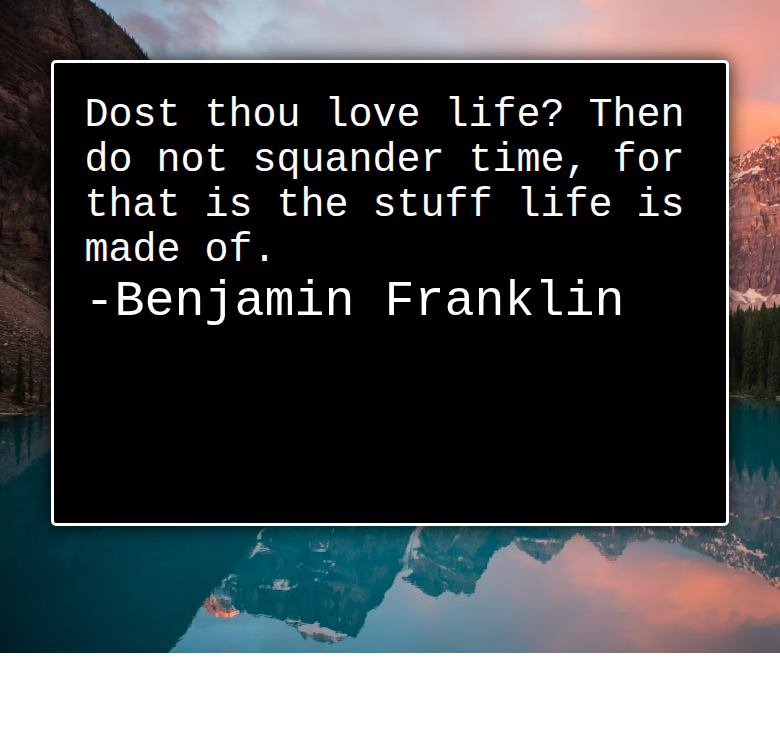 Dost thou love life? Then
do not squander time, for
that is the stuff life is
made of.
-Benjamin Franklin